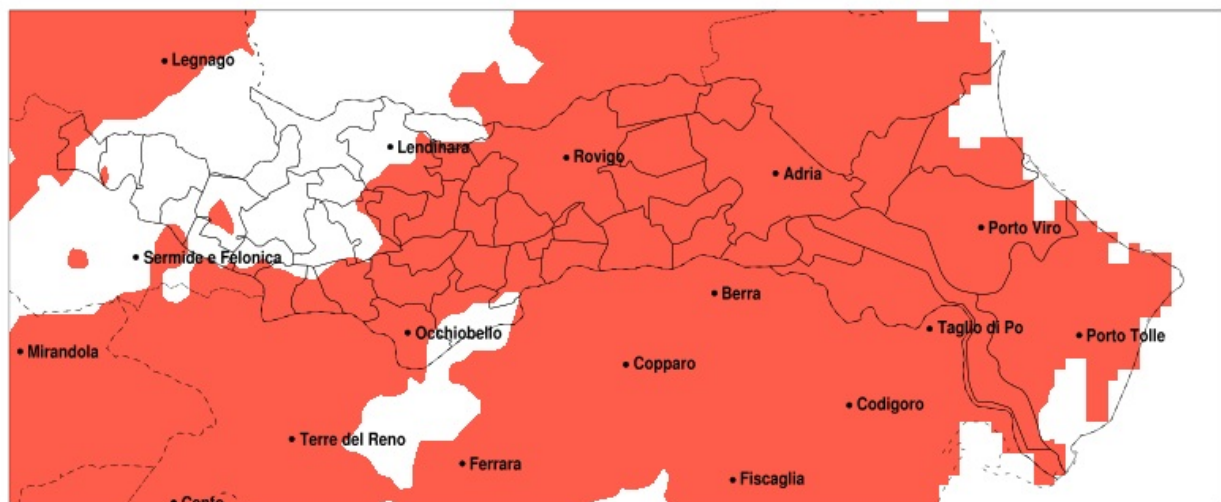 Legnago
Lendinara
Rovigo
Adria
Porto Viro
Sermide e Felonica
Berra
Occhiobello
Taglio di Po
Porto Tolle
Mirandola
Copparo
Codigoro
Terre del Reno
Ferrara
Fiscaglia